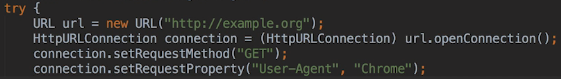 try {
    URL url = new URL("http://example.org");
    HttpURLConnection connection = (HttpURLConnection) url.openConnection();
    connection.setRequestMethod("GET");
    connection.setRequestProperty("User-Agent", "Chrome");